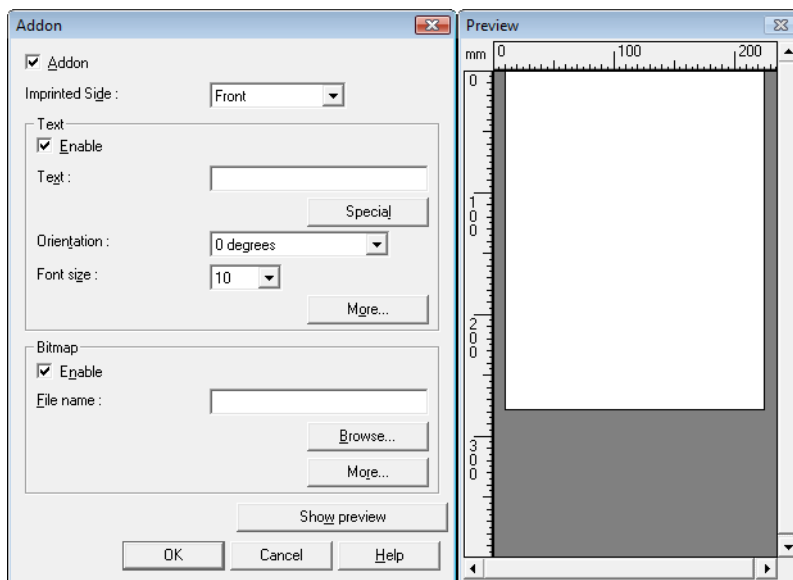 Addon
Addon
Imprinted Side :
Front
Text
Enable
Text :
Special
Orientation :
0 degrees
Font size :
10
More...
Bitmap
Enable
File name :
Browse...
More...
Show preview
OK Cancel Help
Preview
mm 0 100 200
0
100
200
300